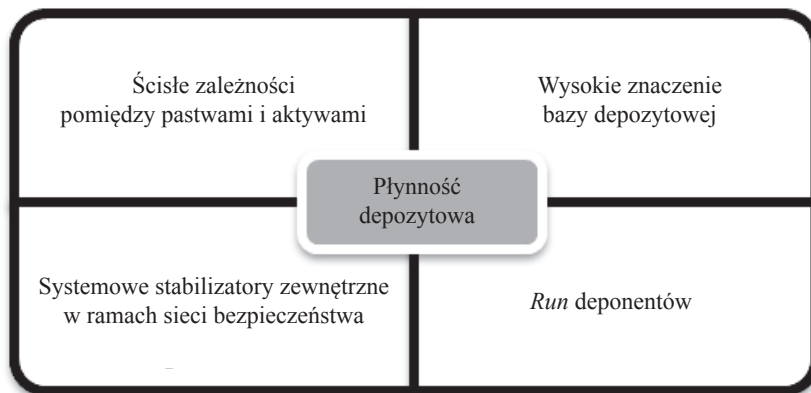 Ścisłe zależności
pomiędzy pastwami i aktywami
Wysokie znaczenie
bazy depozytowej
Płynność
depozytowa
Systemowe stabilizatory zewnętrzne
w ramach sieci bezpieczeństwa
Run deponentów